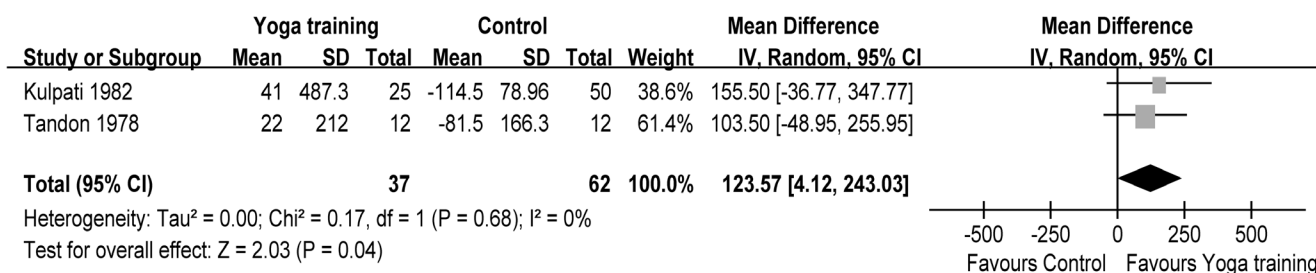 Yoga training Control Mean Difference Mean Difference
Study or Subgroup Mean SD Total Mean SD Total Weight IV, Random, 95% CI IV, Random, 95% CI
Kulpati 1982 41 487.3 25 -114.5 78.96 50 38.6% 155.50 [-36.77, 347.77]
Tandon 1978 22 212 12 -81.5 166.3 12 61.4% 103.50 [-48.95, 255.95]
Total (95% CI) 37 62 100.0% 123.57 [4.12, 243.03]
Heterogeneity: Tau² = 0.00; Chi² = 0.17, df = 1 (P = 0.68); I² = 0%
Test for overall effect: Z = 2.03 (P = 0.04)
-500 -250 0 250 500
Favours Control Favours Yoga training